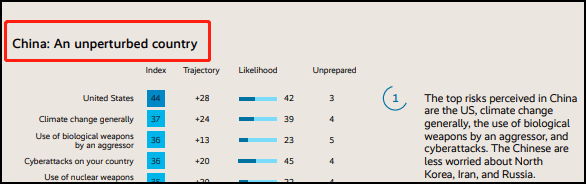 China: An unperturbed country
Index Trajectory Likelihood Unprepared
United States 44 +28 42 3
Climate change generally 37 +24 39 4
Use of biological weapons
by an aggressor 36 +13 23 5
Cyberattacks on your country 36 +20 45 4
Use of nuclear weapons
1
The top risks perceived in China
are the US, climate change
generally, the use of biological
weapons by an aggressor, and
cyberattacks. The Chinese are
less worried about North
Korea, Iran, and Russia.